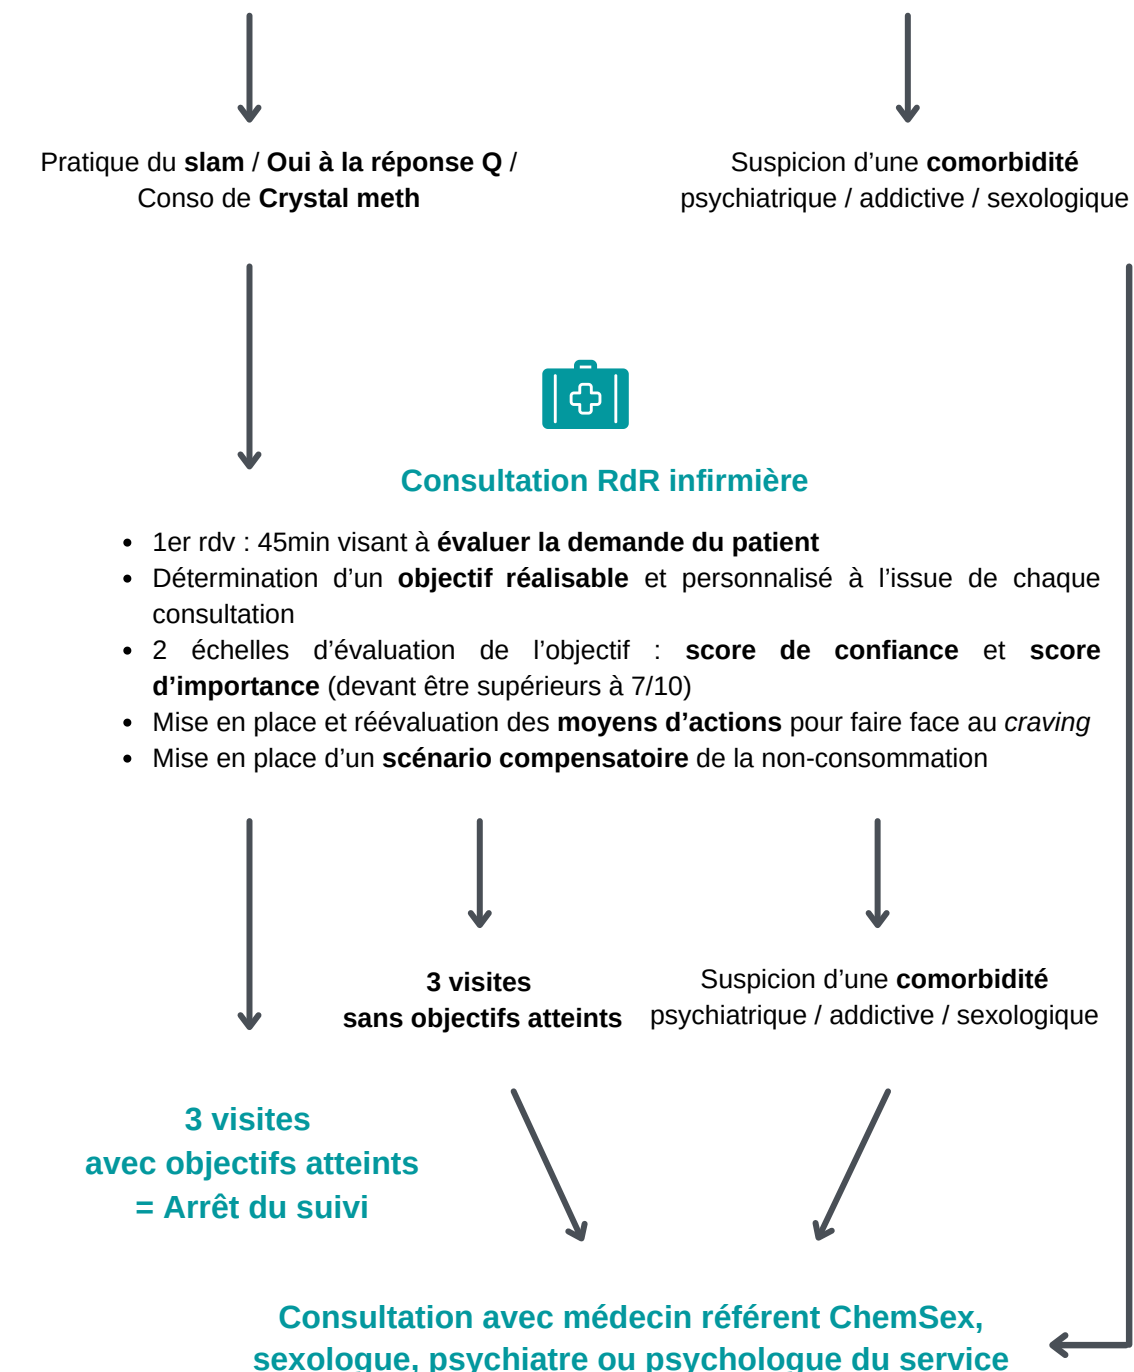 Pratique du slam / Oui à la réponse Q /
Conso de Crystal meth
Suspicion d’une comorbidité
psychiatrique / addictive / sexologique
Consultation RdR infirmière
• 1er rdv : 45min visant à évaluer la demande du patient
• Détermination d’un objectif réalisable et personnalisé à l’issue de chaque
consultation
• 2 échelles d’évaluation de l’objectif : score de confiance et score
d’importance (devant être supérieurs à 7/10)
• Mise en place et réévaluation des moyens d’actions pour faire face au craving
• Mise en place d’un scénario compensatoire de la non-consommation
3 visites
sans objectifs atteints
Suspicion d’une comorbidité
psychiatrique / addictive / sexologique
3 visites
avec objectifs atteints
= Arrêt du suivi
Consultation avec médecin référent ChemSex,
sexologue, psychiatre ou psychologue du service